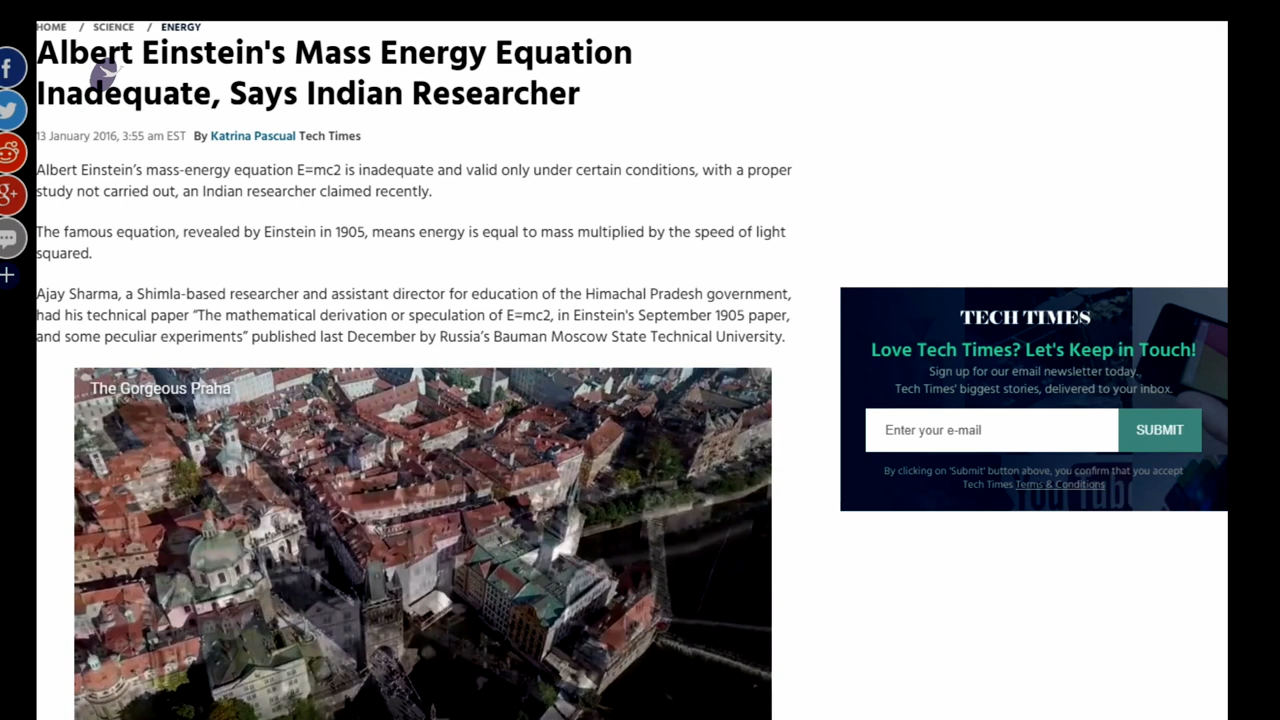 HOME / SCIENCE / ENERGY
Albert Einstein's Mass Energy Equation
Inadequate, Says Indian Researcher
13 January 2016, 3:55 am EST By Katrina Pascual Tech Times
Albert Einstein’s mass-energy equation E=mc2 is inadequate and valid only under certain conditions, with a proper
study not carried out, an Indian researcher claimed recently.
The famous equation, revealed by Einstein in 1905, means energy is equal to mass multiplied by the speed of light
squared.
Ajay Sharma, a Shimla-based researcher and assistant director for education of the Himachal Pradesh government,
had his technical paper “The mathematical derivation or speculation of E=mc2, in Einstein's September 1905 paper,
and some peculiar experiments” published last December by Russia’s Bauman Moscow State Technical University.
The Gorgeous Praha
TECH TIMES
Love Tech Times? Let's Keep in Touch!
Sign up for our email newsletter today.
Tech Times' biggest stories, delivered to your inbox.
Enter your e-mail
SUBMIT
By clicking on 'Submit' button above, you confirm that you accept
Tech Times Terms & Conditions